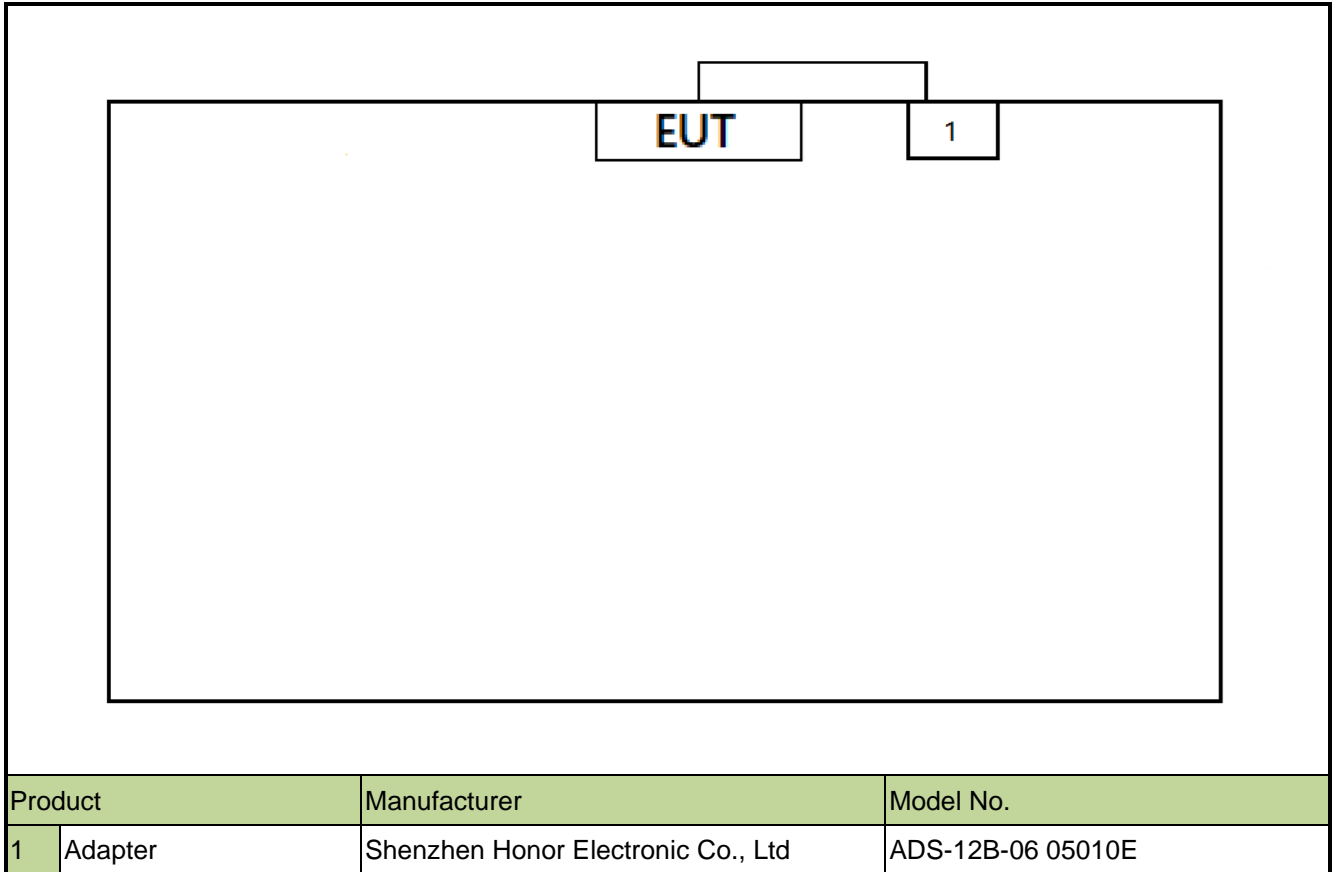 EUT 1
Product Manufacturer Model No.
1 Adapter Shenzhen Honor Electronic Co., Ltd ADS-12B-06 05010E